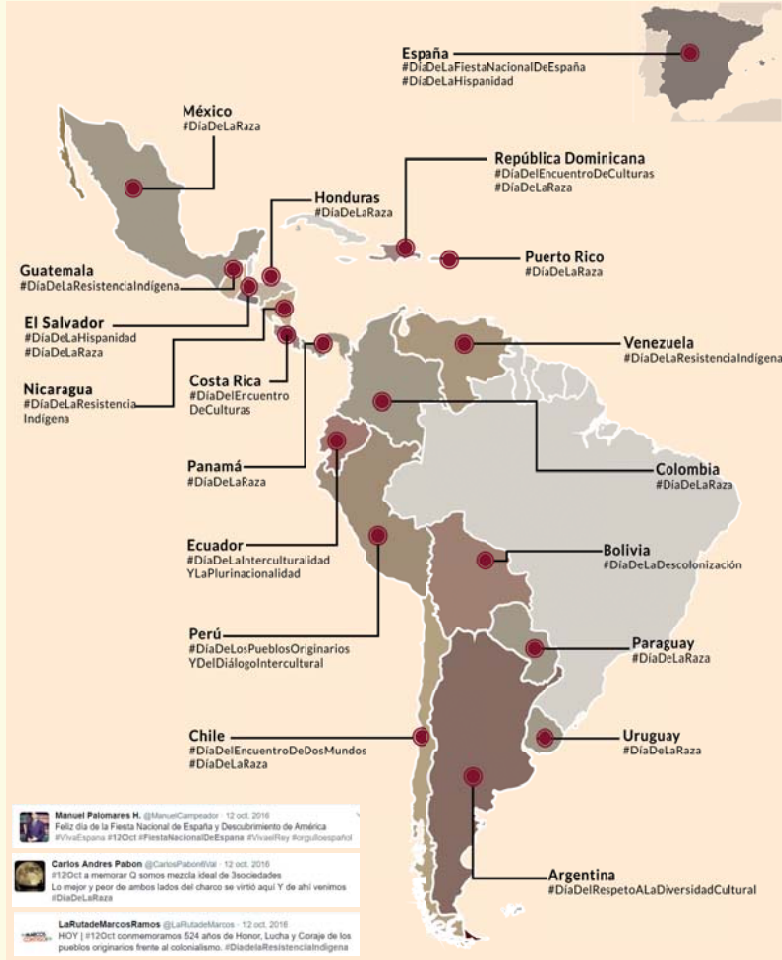 España
#DíaDeLaFiestaNacionalDeEspaña
#DíaDeLaHispanidad
México
#DíaDeLaRaza
República Domiricana
#DíaDelEncuentroDeCulturas
#DíaDeLaRaza
Honduras
#DíaDeLaRaza
Puerto Rico
#DíaDeLaRaza
Guatemala
#DíaDeLaResistenciaIndígena
El Salvador
#DíaDeLaHispanidad
#DíaDeLaRaza
Venezuela
#DíaDeLaResistenciaIndígena
Nicaragua
#DíaDeLaResistencia
Indígena
Costa Rica
#DíaDelEncuentro
DeCulturas
Panamá
#DíaDeLaRaza
Colombia
#DíaDeLaRaza
Ecuador
#DíaDeLaInterculturalidad
YLaPlurinacionalidad
Bolivia
#DíaDeLaDescolonización
Perú
#DíaDeLosPueblosOriginarios
YDelDiálogoIntercultural
Paraguay
#DíaDeLaRaza
Chile
#DíaDelEncuentroDeDosMundos
#DíaDeLaRaza
Uruguay
#DíaDeLaRaza
Argentina
#DíaDelRespetoALaDiversidadCultural
Manuel Palomares H. @ManuelCampeador · 12 oct. 2016
Feliz día de la Fiesta Nacional de España y Descubrimiento de América
#VivaEspana #12Oct #FiestaNacionalDeEspana #VivaelRey #orgulloespañol
Carlos Andres Pabon @CarlosPabon6Val · 12 oct. 2016
#12Oct a memorar Q somos mezcla ideal de 3sociedades
Lo mejor y peor de ambos lados del charco se virtió aquí Y de ahí venimos
#DíaDeLaRaza
LaRutadeMarcosRamos @LaRutadeMarcos · 12 oct. 2016
HOY | #12Oct conmemoramos 524 años de Honor, Lucha y Coraje de los
pueblos originarios frente al colonialismo. #DiadelaResistenciaIndigena